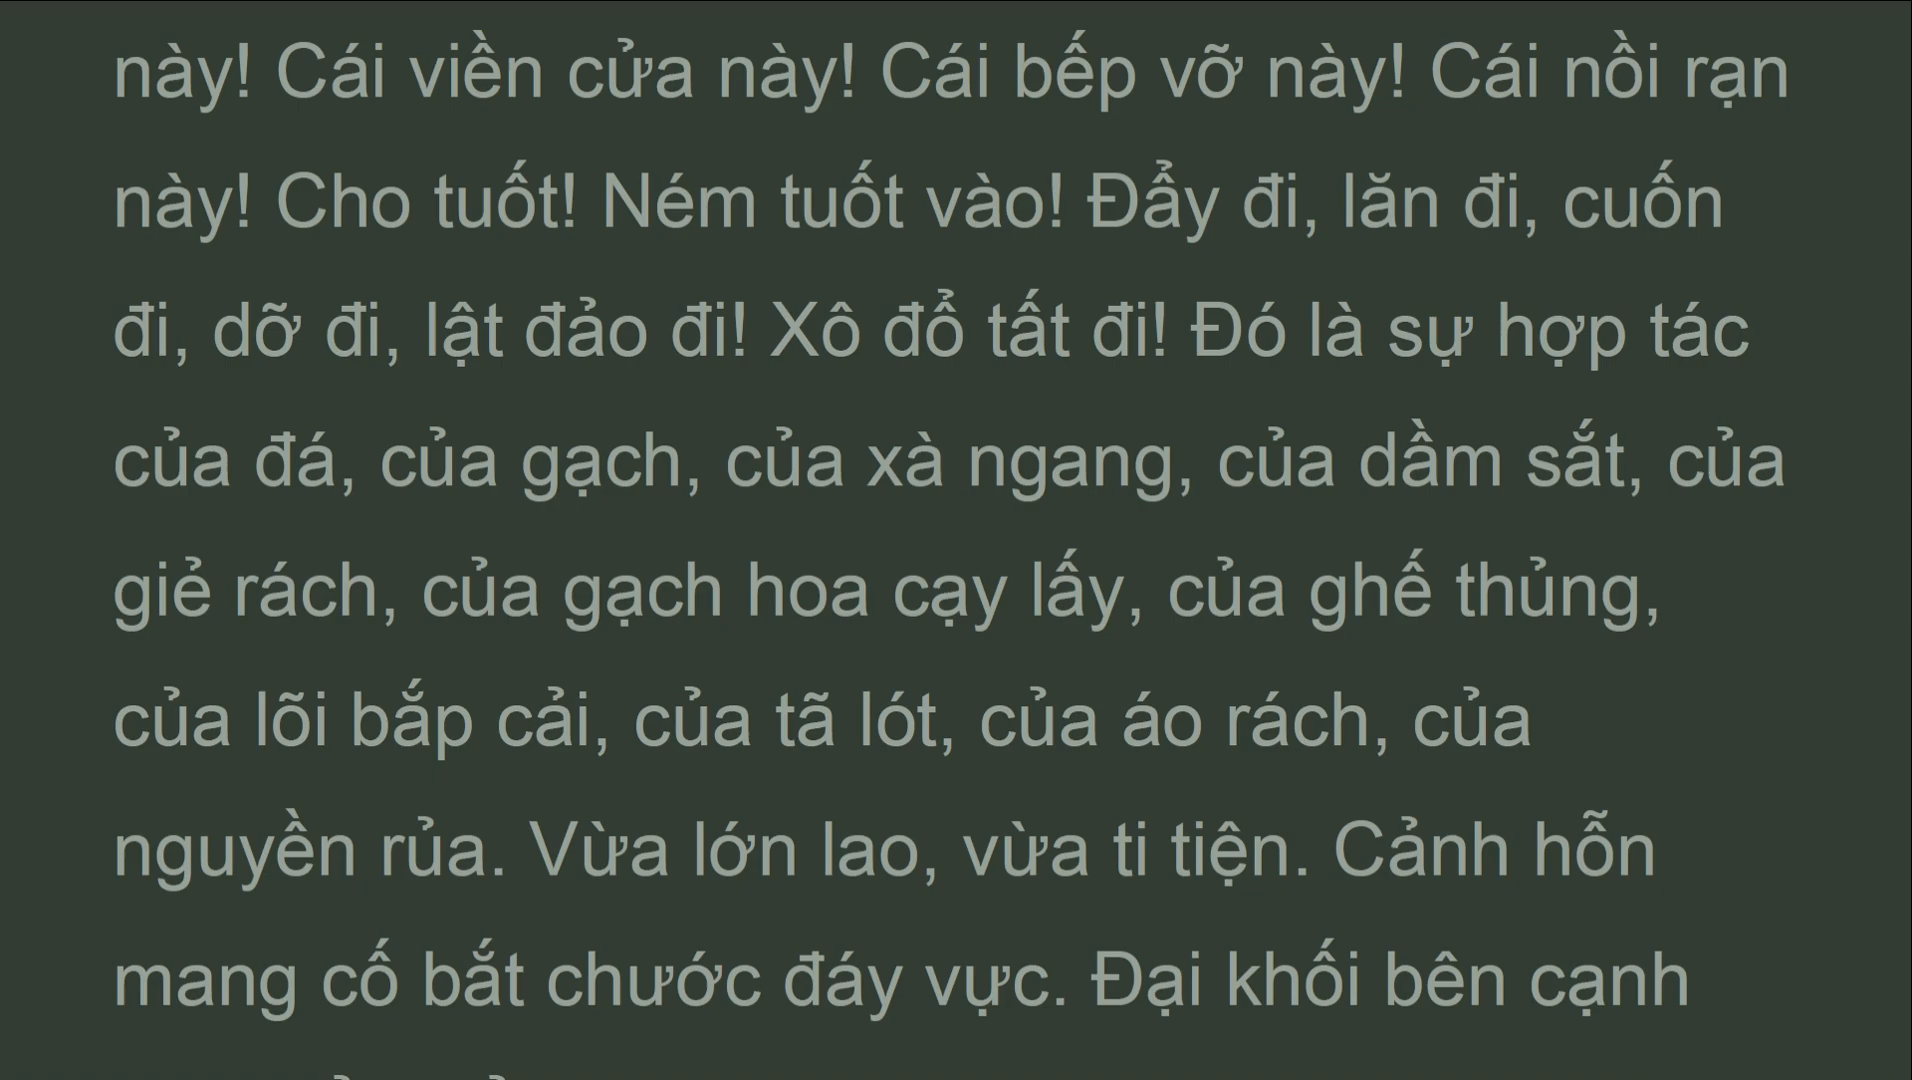 này! Cái viền cửa này! Cái bếp vỡ này! Cái nồi rạn
này! Cho tuốt! Ném tuốt vào! Đẩy đi, lăn đi, cuốn
đi, dỡ đi, lật đảo đi! Xô đổ tất đi! Đó là sự hợp tác
của đá, của gạch, của xà ngang, của dầm sắt, của
giẻ rách, của gạch hoa cạy lấy, của ghế thủng,
của lõi bắp cải, của tã lót, của áo rách, của
nguyền rủa. Vừa lớn lao, vừa ti tiện. Cảnh hỗn
mang cố bắt chước đáy vực. Đại khối bên cạnh